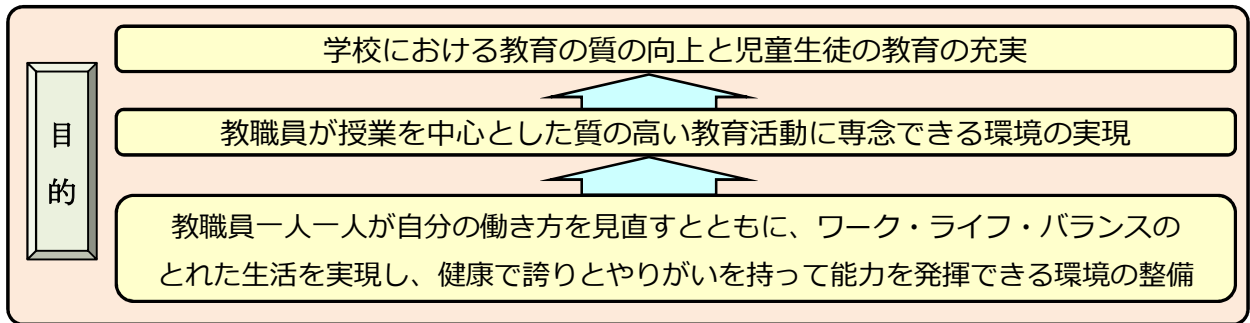 目的
学校における教育の質の向上と児童生徒の教育の充実
教職員が授業を中心とした質の高い教育活動に専念できる環境の実現
教職員一人一人が自分の働き方を見直すとともに、ワーク・ライフ・バランスの
とれた生活を実現し、健康で誇りとやりがいを持って能力を発揮できる環境の整備